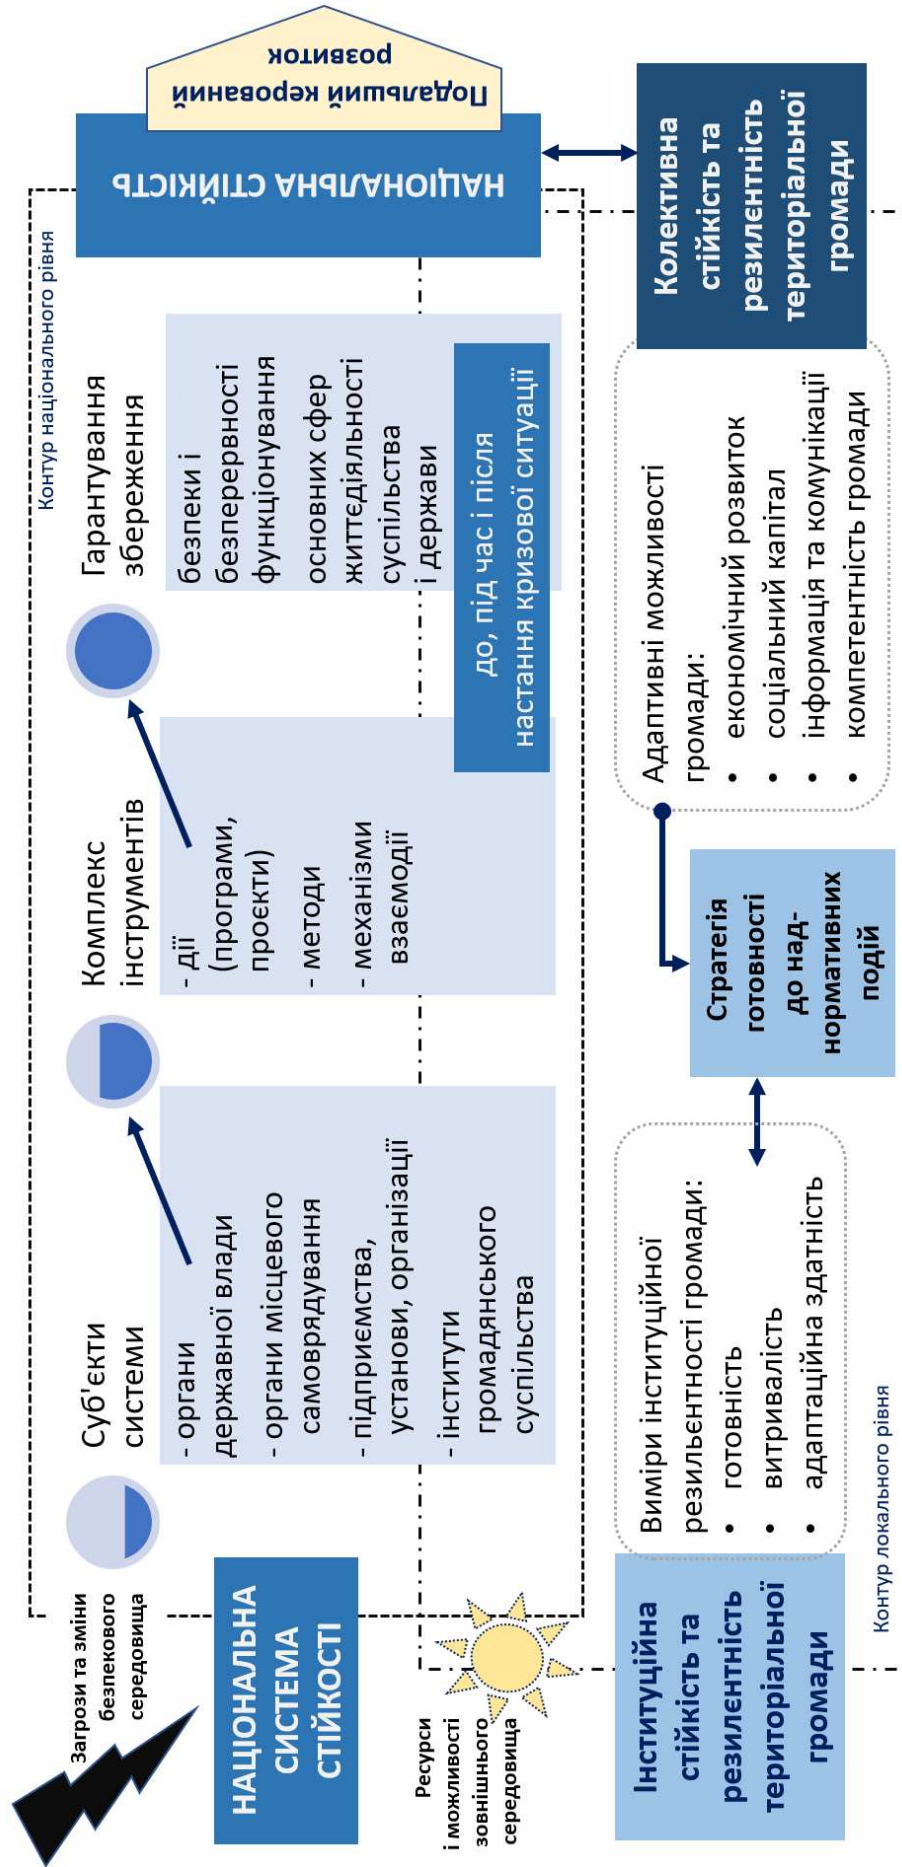 Загрози та зміни
безпекового
середовища
НАЦІОНАЛЬНА
СИСТЕМА
СТІЙКОСТІ
Ресурси
і можливості
зовнішнього
середовища
Контур національного рівня
Суб'єкти
системи
- органи
державної влади
- органи місцевого
самоврядування
- підприємства,
установи, організації
- інститути
громадянського
суспільства
Комплекс
інструментів
- дії
(програми,
проєкти)
- методи
- механізми
взаємодії
Гарантування
збереження
безпеки і
безперервності
функціонування
основних сфер
життєдіяльності
суспільства
і держави
до, під час і після
настання кризової ситуації
НАЦІОНАЛЬНА СТІЙКІСТЬ
Подальший керований
розвиток
Інституційна
стійкість та
резилєнтність
територіальної
громади
Виміри інституційної
резильєнтності громади:
• готовність
• витривалість
• адаптаційна здатність
Стратегія
готовності
до над-
нормативних
подій
Адаптивні можливості
громади:
• економічний розвиток
• соціальний капітал
• інформація та комунікації
• компетентність громади
Колективна
стійкість та
резилєнтність
територіальної
громади
Контур локального рівня